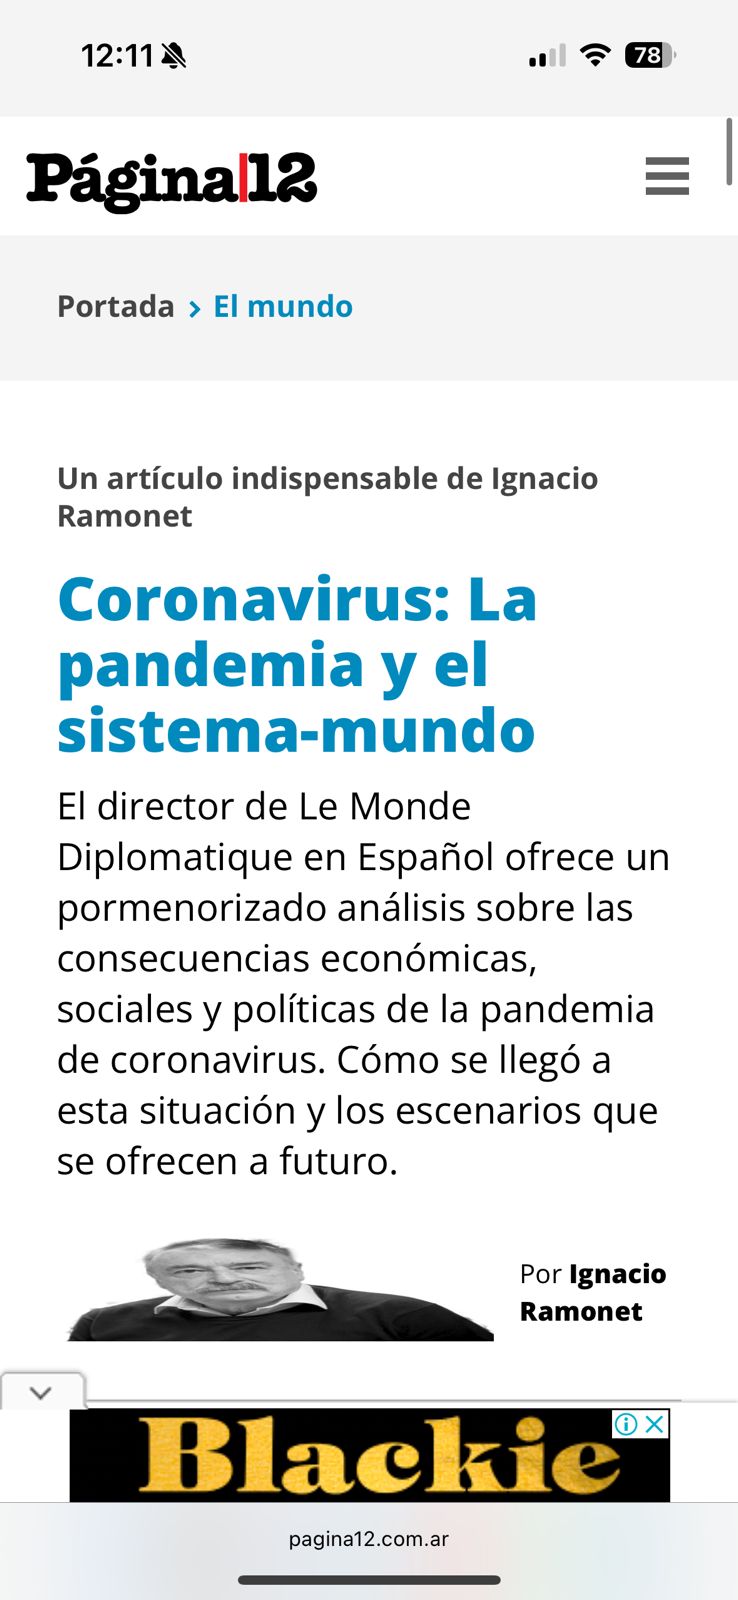 12:11
78
Página|12
Portada › El mundo
Un artículo indispensable de Ignacio
Ramonet
Coronavirus: La
pandemia y el
sistema-mundo
El director de Le Monde
Diplomatique en Español ofrece un
pormenorizado análisis sobre las
consecuencias económicas,
sociales y políticas de la pandemia
de coronavirus. Cómo se llegó a
esta situación y los escenarios que
se ofrecen a futuro.
Por Ignacio
Ramonet
Blackie
pagina12.com.ar